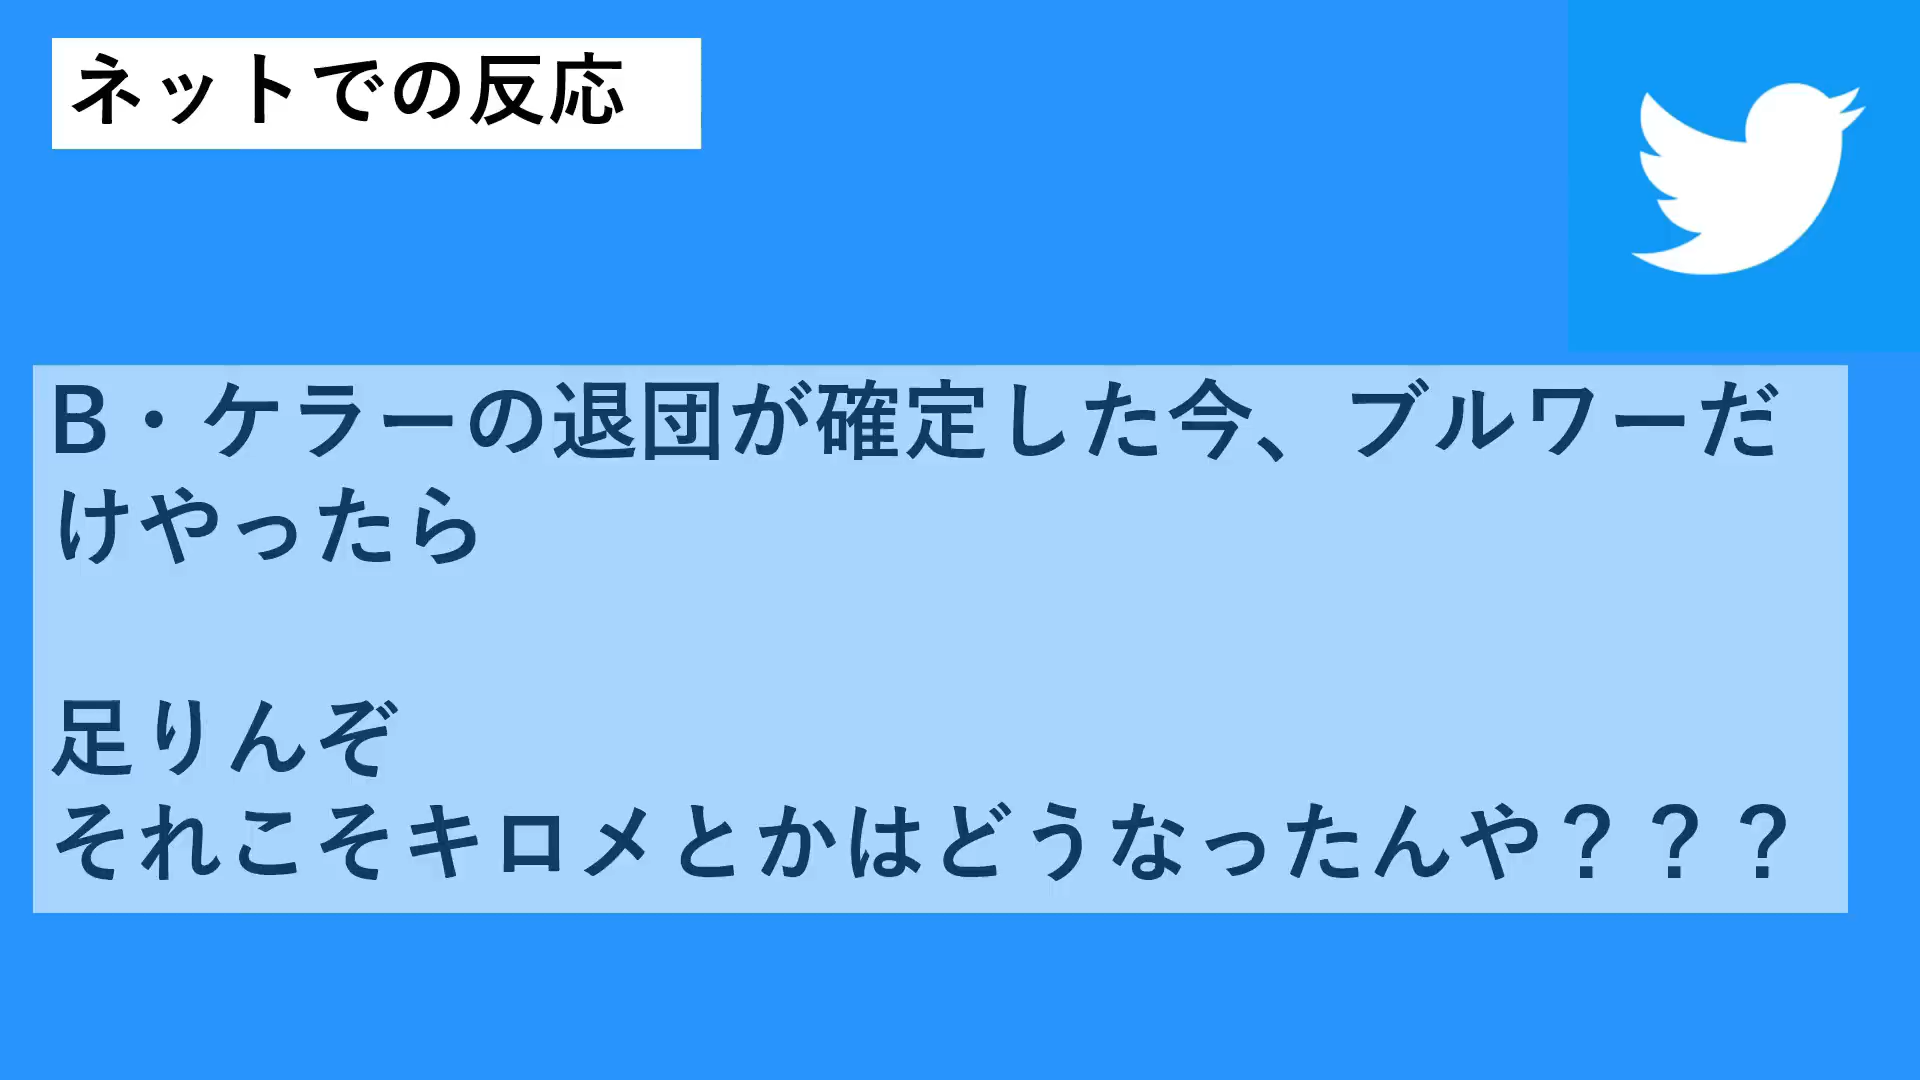 ネットでの反応
B・ケラーの退団が確定した今、ブルワーだ
けやったら
足りんぞ
それこそキロメとかはどうなったんや？？？